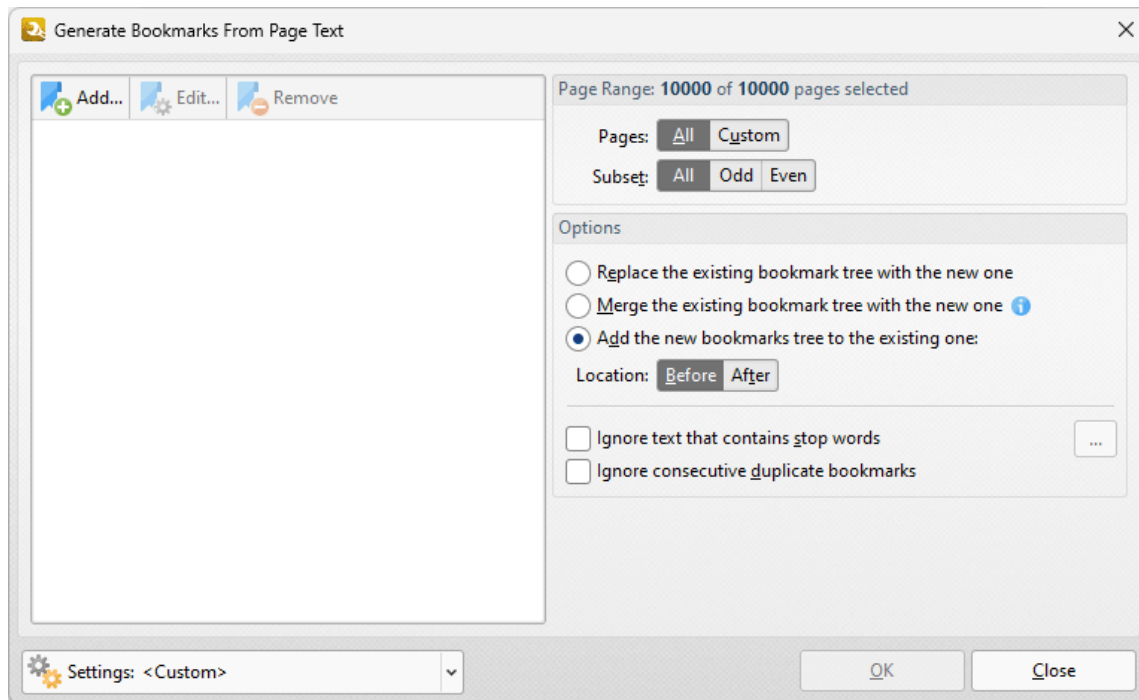 Generate Bookmarks From Page Text
Add... Edit... Remove
Page Range: 10000 of 10000 pages selected
Pages: All Custom
Subset: All Odd Even
Options
Replace the existing bookmark tree with the new one
Merge the existing bookmark tree with the new one
Add the new bookmarks tree to the existing one:
Location: Before After
Ignore text that contains stop words ...
Ignore consecutive duplicate bookmarks
Settings: <Custom> OK Close